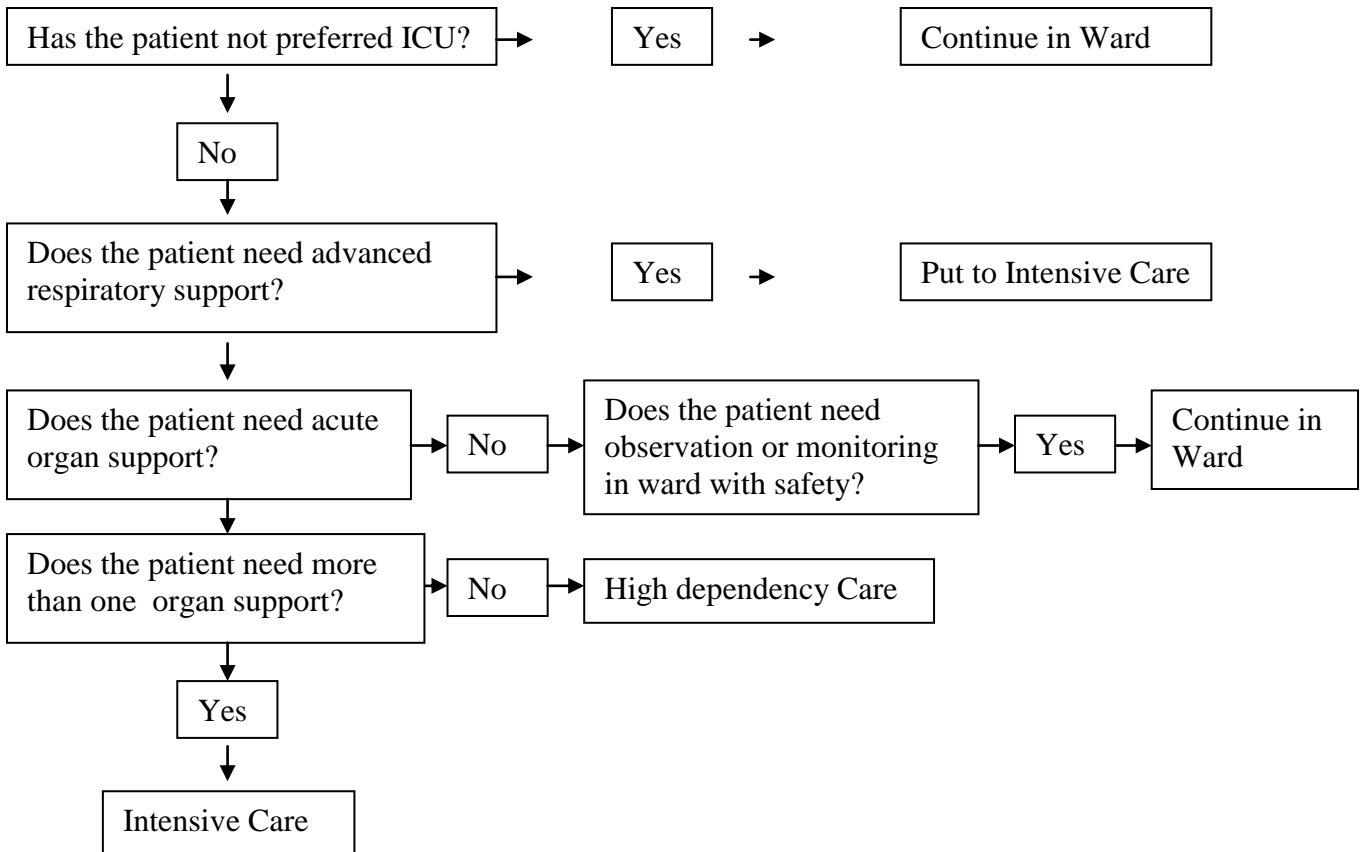 Has the patient not preferred ICU?
Yes
Continue in Ward
No
Does the patient need advanced
respiratory support?
Yes
Put to Intensive Care
Does the patient need acute
organ support?
No
Does the patient need
observation or monitoring
in ward with safety?
Yes
Continue in
Ward
Does the patient need more
than one organ support?
No
High dependency Care
Yes
Intensive Care